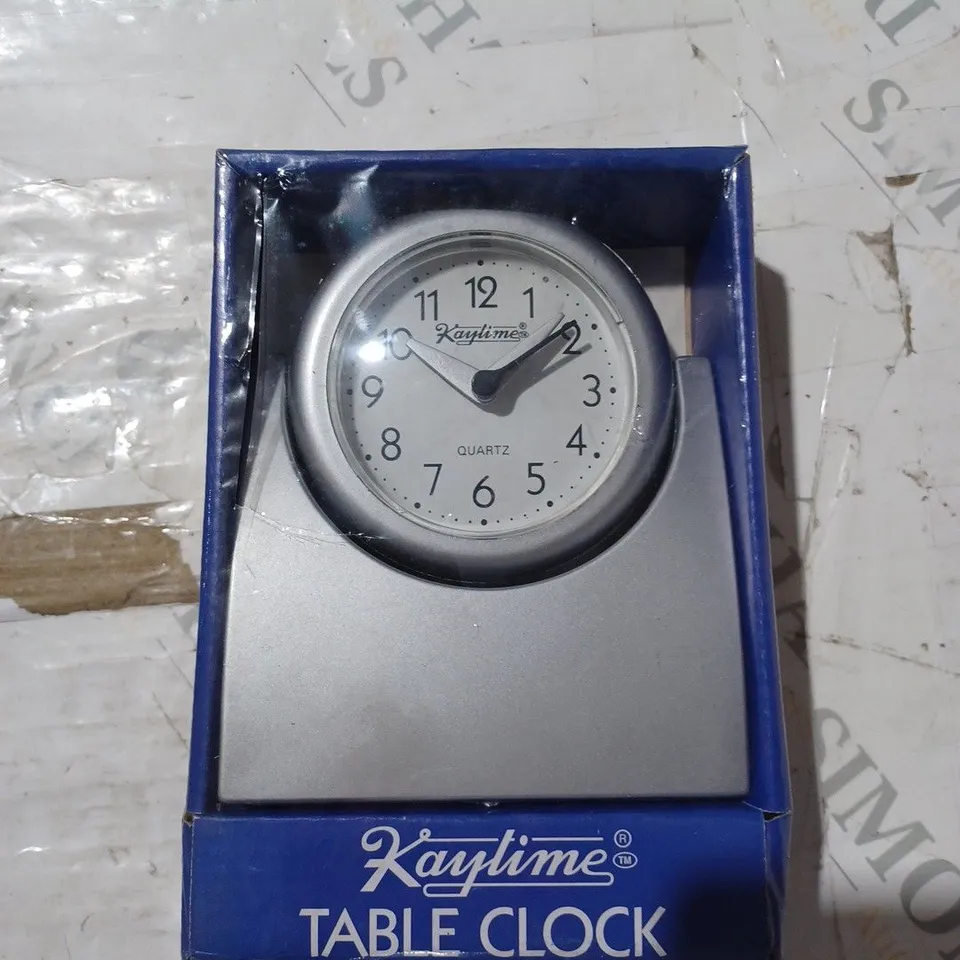 12
11 1
Kaytime®
10 2
9 3
8 4
QUARTZ
7 5
6
Kaytime® ™
TABLE CLOCK